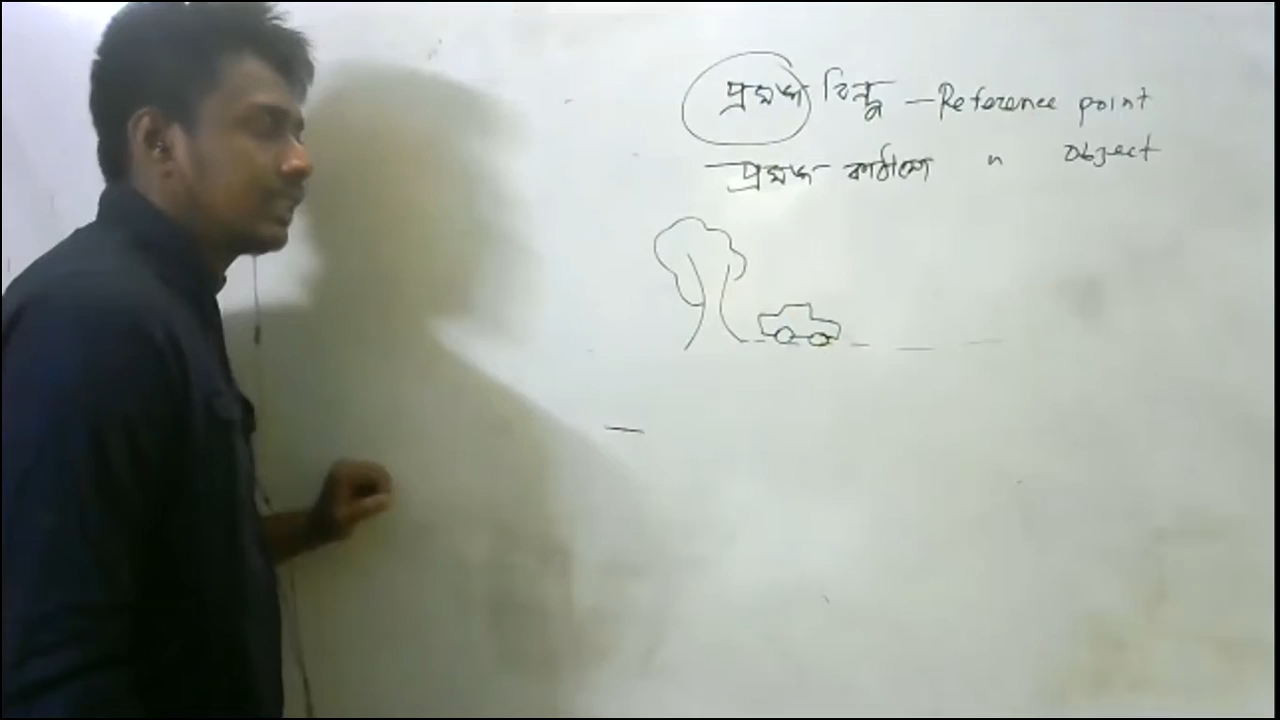 প্রসঙ্গ বিন্দু — Reference point
প্রসঙ্গ কাঠামো " object